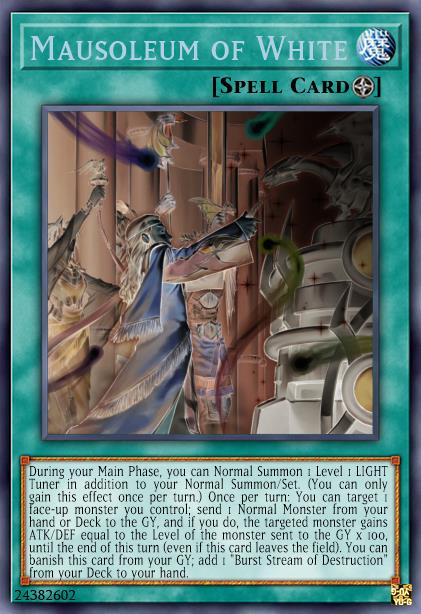 Mausoleum of White
[Spell Card]
During your Main Phase, you can Normal Summon 1 Level 1 LIGHT
Tuner in addition to your Normal Summon/Set. (You can only
gain this effect once per turn.) Once per turn: You can target 1
face-up monster you control; send 1 Normal Monster from your
hand or Deck to the GY, and if you do, the targeted monster gains
ATK/DEF equal to the Level of the monster sent to the GY x 100,
until the end of this turn (even if this card leaves the field). You can
banish this card from your GY; add 1 "Burst Stream of Destruction"
from your Deck to your hand.
24382602